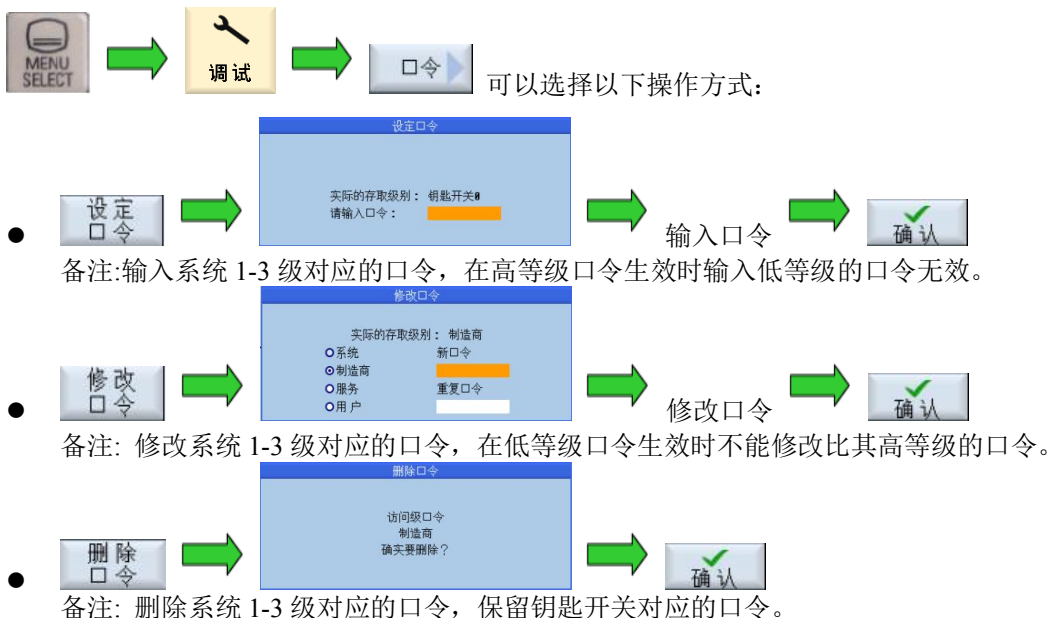 MENU
SELECT
调试
口令
可以选择以下操作方式：
设定口令
实际的存取级别： 钥匙开关0
请输入口令：
设定
口令
输入口令
确认
备注:输入系统 1-3 级对应的口令，在高等级口令生效时输入低等级的口令无效。
修改口令
实际的存取级别： 制造商
系统 新口令
制造商
服务 重复口令
用户
修改
口令
修改口令
确认
备注: 修改系统 1-3 级对应的口令，在低等级口令生效时不能修改比其高等级的口令。
删除口令
访问级口令
制造商
确实要删除？
删除
口令
确认
备注: 删除系统 1-3 级对应的口令，保留钥匙开关对应的口令。